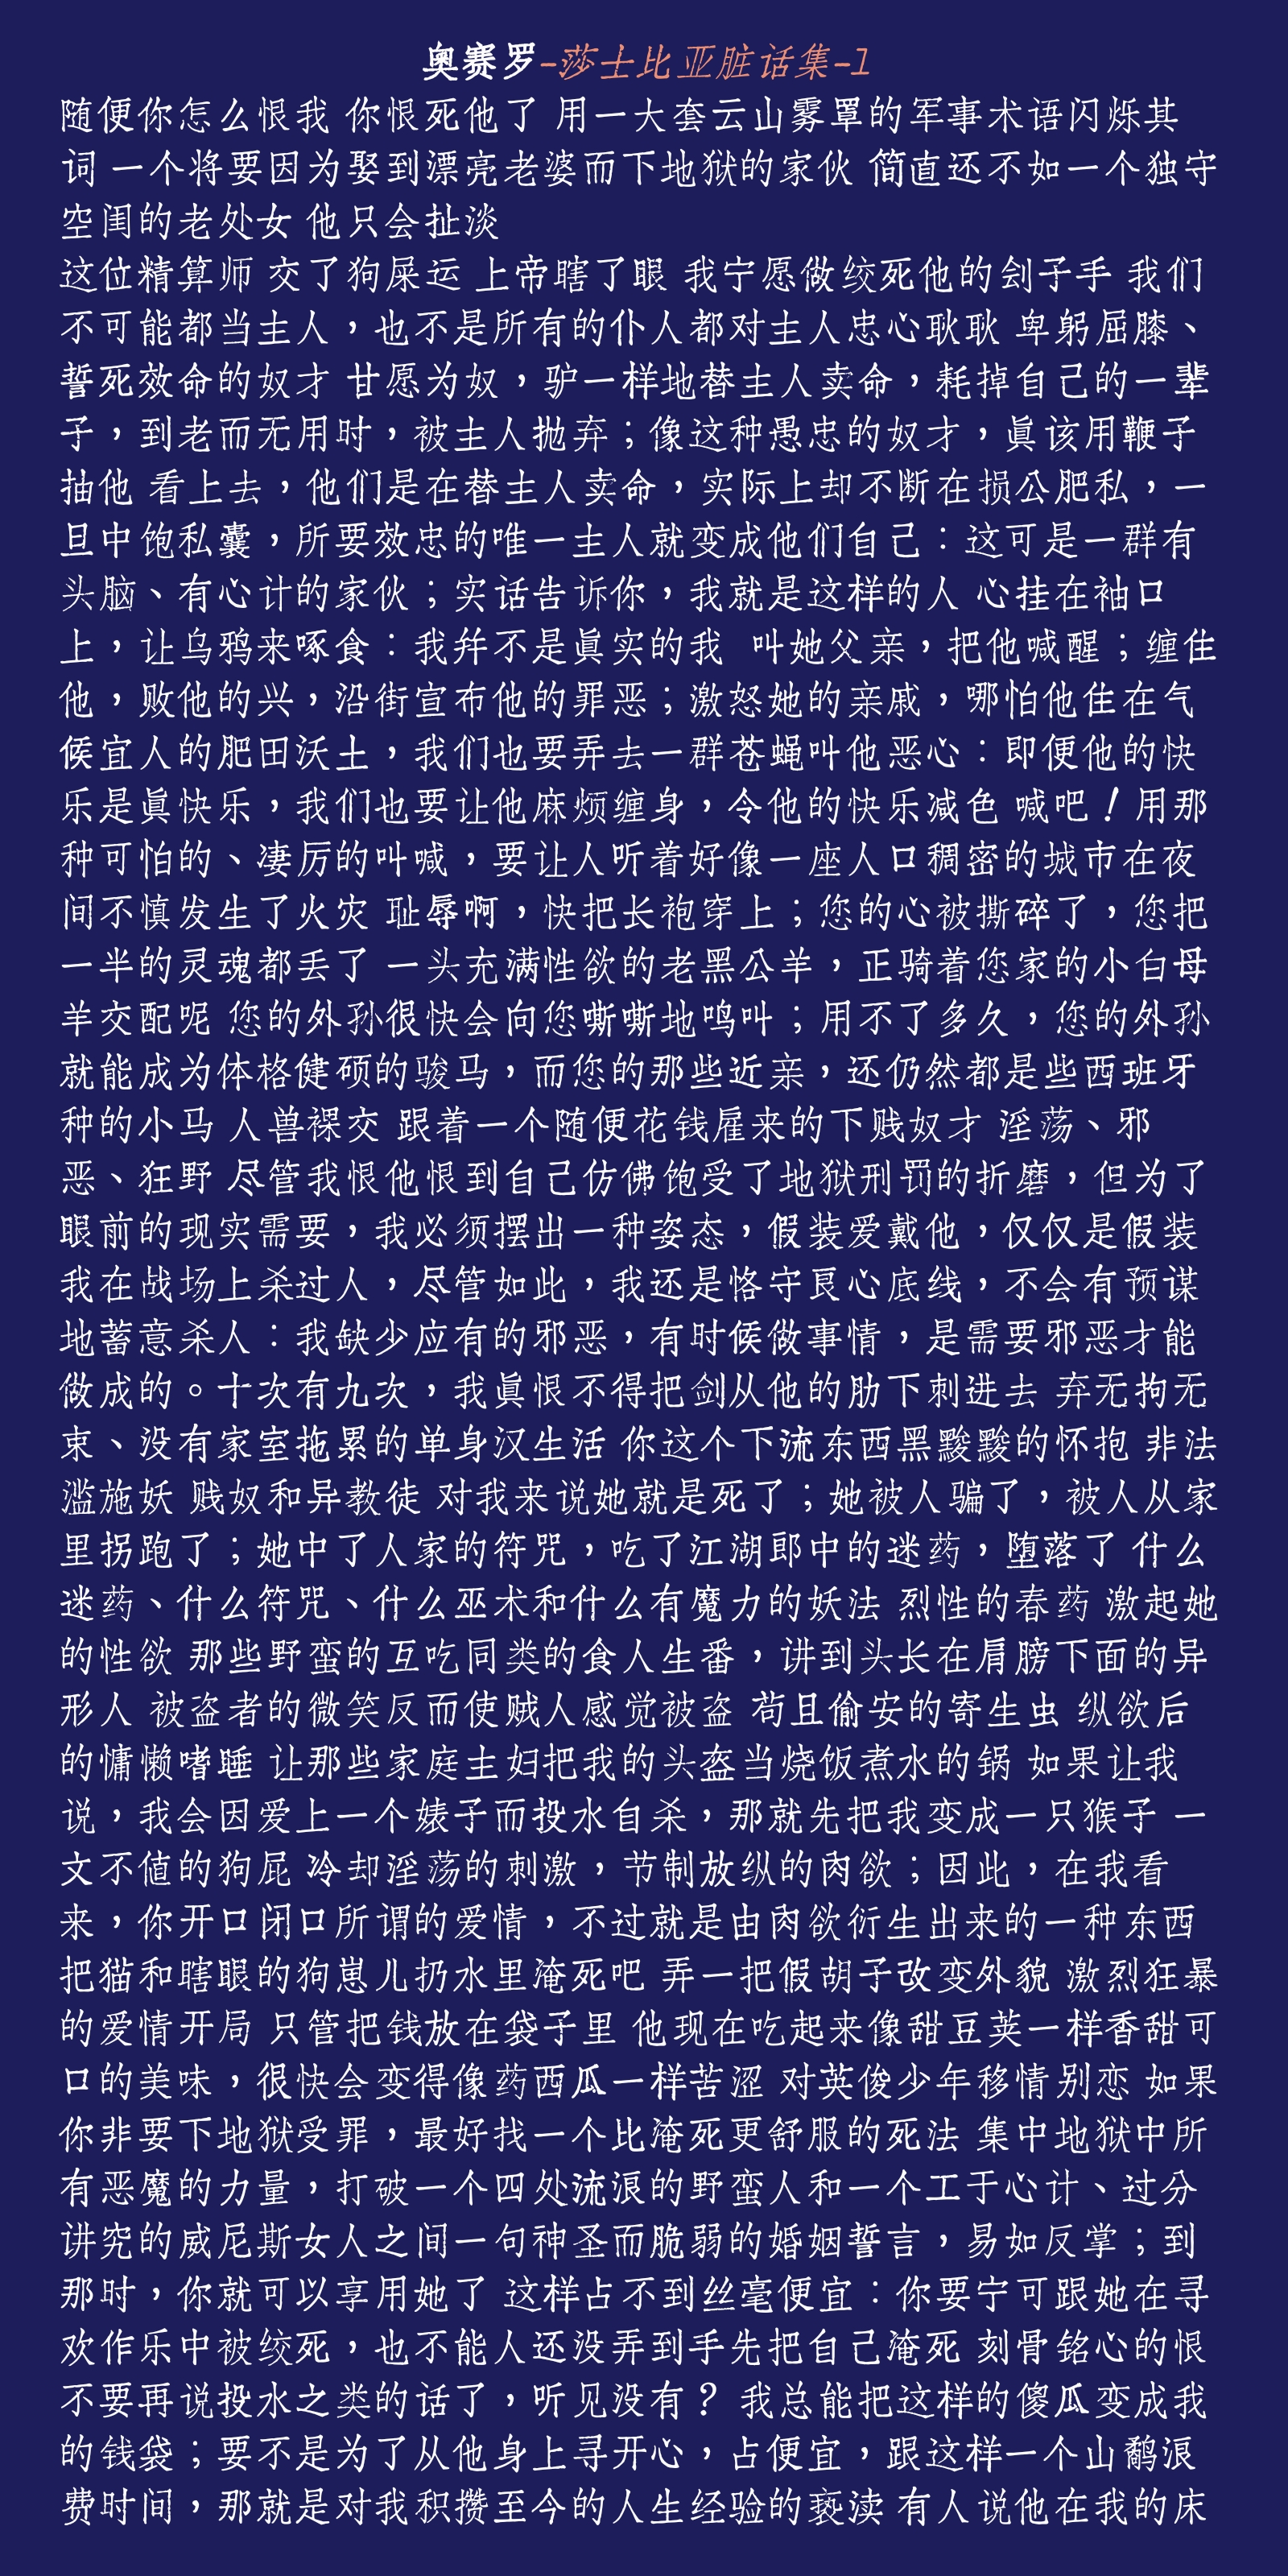 奥赛罗-莎士比亚脏话集-1
随便你怎么恨我 你恨死他了 用一大套云山雾罩的军事术语闪烁其
词 一个将要因为娶到漂亮老婆而下地狱的家伙 简直还不如一个独守
空闺的老处女 他只会扯淡
这位精算师 交了狗屎运 上帝瞎了眼 我宁愿做绞死他的刽子手 我们
不可能都当主人，也不是所有的仆人都对主人忠心耿耿 卑躬屈膝、
誓死效命的奴才 甘愿为奴，驴一样地替主人卖命，耗掉自己的一辈
子，到老而无用时，被主人抛弃；像这种愚忠的奴才，真该用鞭子
抽他 看上去，他们是在替主人卖命，实际上却不断在损公肥私，一
旦中饱私囊，所要效忠的唯一主人就变成他们自己：这可是一群有
头脑、有心计的家伙；实话告诉你，我就是这样的人 心挂在袖口
上，让乌鸦来啄食：我并不是真实的我  叫她父亲，把他喊醒；缠住
他，败他的兴，沿街宣布他的罪恶；激怒她的亲戚，哪怕他住在气
候宜人的肥田沃土，我们也要弄去一群苍蝇叫他恶心：即便他的快
乐是真快乐，我们也要让他麻烦缠身，令他的快乐减色 喊吧！用那
种可怕的、凄厉的叫喊，要让人听着好像一座人口稠密的城市在夜
间不慎发生了火灾 耻辱啊，快把长袍穿上；您的心被撕碎了，您把
一半的灵魂都丢了 一头充满性欲的老黑公羊，正骑着您家的小白母
羊交配呢 您的外孙很快会向您嘶嘶地鸣叫；用不了多久，您的外孙
就能成为体格健硕的骏马，而您的那些近亲，还仍然都是些西班牙
种的小马 人兽裸交 跟着一个随便花钱雇来的下贱奴才 淫荡、邪
恶、狂野 尽管我恨他恨到自己仿佛饱受了地狱刑罚的折磨，但为了
眼前的现实需要，我必须摆出一种姿态，假装爱戴他，仅仅是假装
我在战场上杀过人，尽管如此，我还是恪守良心底线，不会有预谋
地蓄意杀人：我缺少应有的邪恶，有时候做事情，是需要邪恶才能
做成的。十次有九次，我真恨不得把剑从他的肋下刺进去 弃无拘无
束、没有家室拖累的单身汉生活 你这个下流东西黑黢黢的怀抱 非法
滥施妖 贱奴和异教徒 对我来说她就是死了；她被人骗了，被人从家
里拐跑了；她中了人家的符咒，吃了江湖郎中的迷药，堕落了 什么
迷药、什么符咒、什么巫术和什么有魔力的妖法 烈性的春药 激起她
的性欲 那些野蛮的互吃同类的食人生番，讲到头长在肩膀下面的异
形人 被盗者的微笑反而使贼人感觉被盗 苟且偷安的寄生虫 纵欲后
的慵懒嗜睡 让那些家庭主妇把我的头盔当烧饭煮水的锅 如果让我
说，我会因爱上一个婊子而投水自杀，那就先把我变成一只猴子 一
文不值的狗屁 冷却淫荡的刺激，节制放纵的肉欲；因此，在我看
来，你开口闭口所谓的爱情，不过就是由肉欲衍生出来的一种东西
把猫和瞎眼的狗崽儿扔水里淹死吧 弄一把假胡子改变外貌 激烈狂暴
的爱情开局 只管把钱放在袋子里 他现在吃起来像甜豆荚一样香甜可
口的美味，很快会变得像药西瓜一样苦涩 对英俊少年移情别恋 如果
你非要下地狱受罪，最好找一个比淹死更舒服的死法 集中地狱中所
有恶魔的力量，打破一个四处流浪的野蛮人和一个工于心计、过分
讲究的威尼斯女人之间一句神圣而脆弱的婚姻誓言，易如反掌；到
那时，你就可以享用她了 这样占不到丝毫便宜：你要宁可跟她在寻
欢作乐中被绞死，也不能人还没弄到手先把自己淹死 刻骨铭心的恨
不要再说投水之类的话了，听见没有？ 我总能把这样的傻瓜变成我
的钱袋；要不是为了从他身上寻开心，占便宜，跟这样一个山鹬浪
费时间，那就是对我积攒至今的人生经验的亵渎 有人说他在我的床